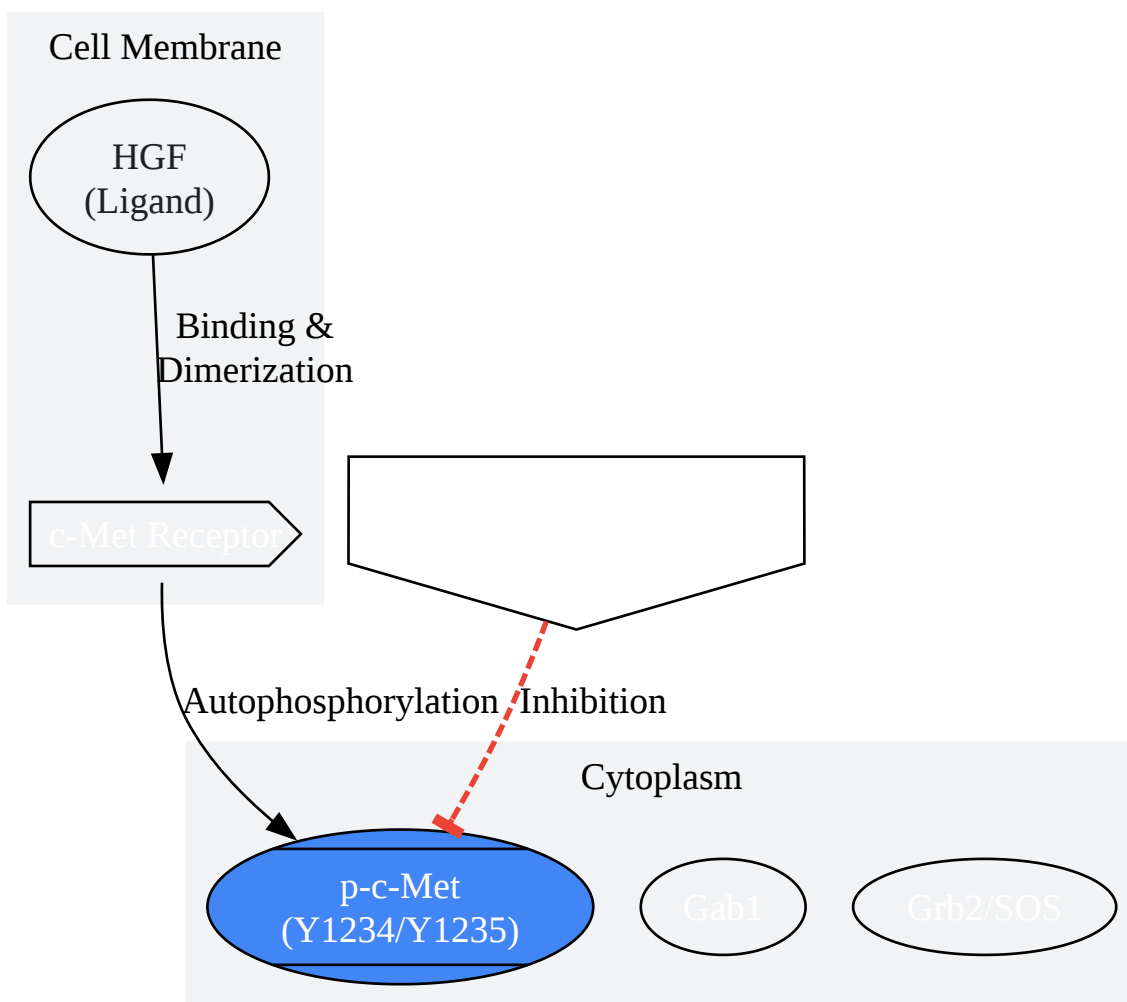 Cell Membrane
HGF
(Ligand)
Binding &
Dimerization
c-Met Receptor
Autophosphorylation
Inhibition
Cytoplasm
p-c-Met
(Y1234/Y1235)
Gab1
Grb2/SOS